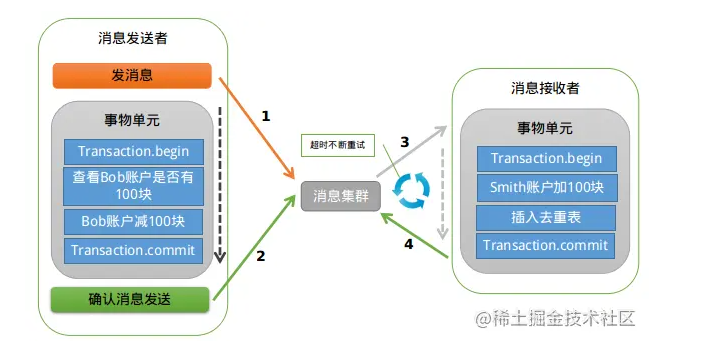 消息发送者
发消息
事物单元
Transaction.begin
查看Bob账户是否有
100块
Bob账户减100块
Transaction.commit
确认消息发送
1
2
超时不断重试
消息集群
3
4
消息接收者
事物单元
Transaction.begin
Smith账户加100块
插入去重表
Transaction.commit
@稀土掘金技术社区